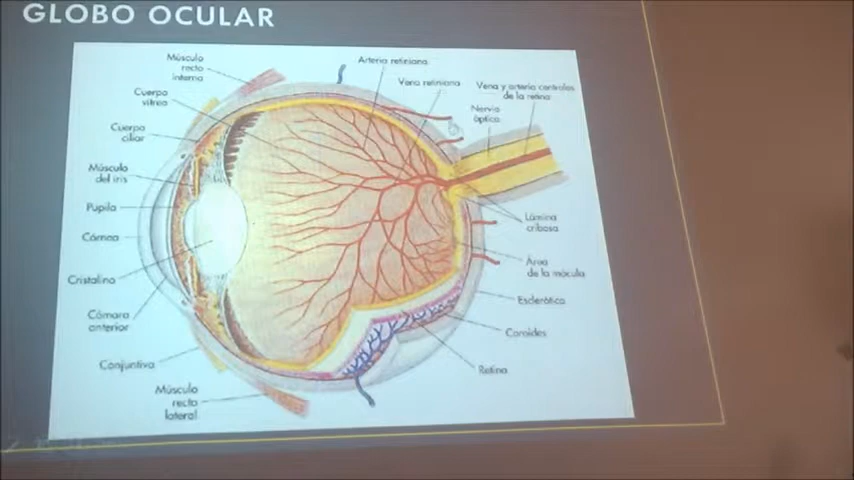 GLOBO OCULAR
Músculo
recto
interno
Cuerpo
vítreo
Cuerpo
ciliar
Músculo
del iris
Pupila
Córnea
Cristalino
Cámara
anterior
Conjuntiva
Músculo
recto
lateral
Arteria retiniana
Vena retiniana
Vena y arteria centrales
de la retina
Nervio
óptico
Lámina
cribosa
Área
de la mácula
Esclerótica
Coroides
Retina